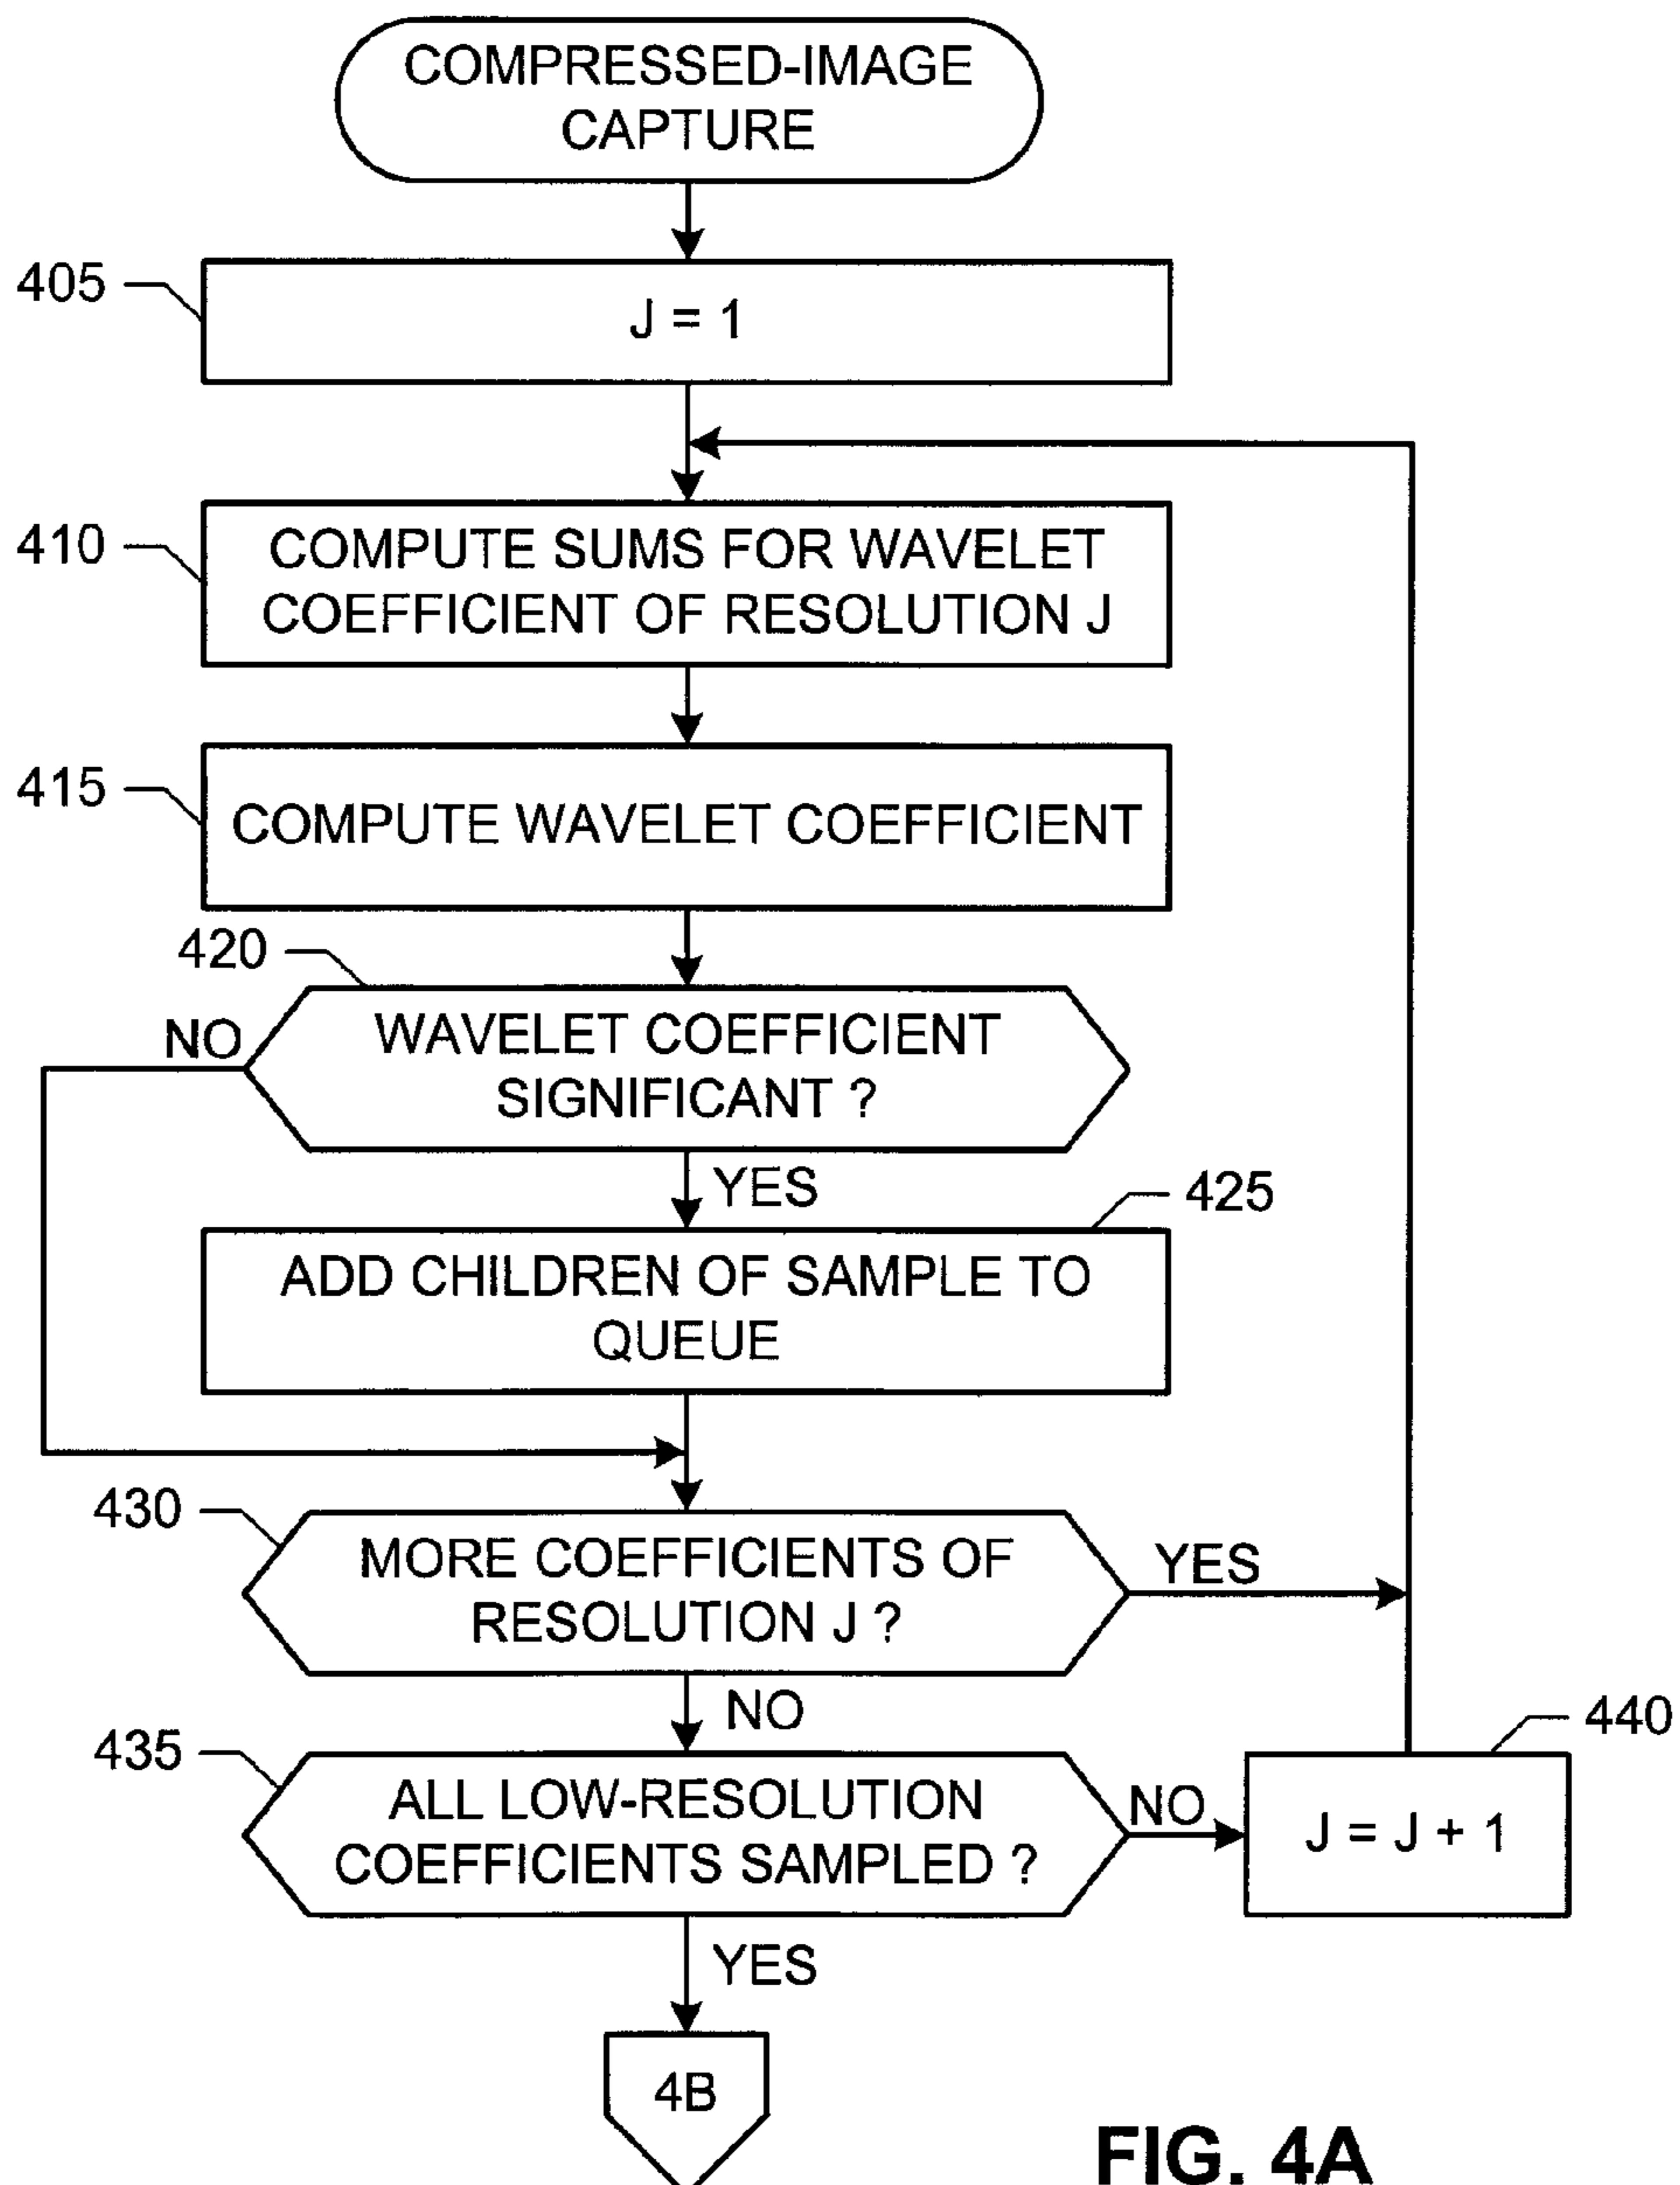 COMPRESSED-IMAGE
CAPTURE
405
J = 1
410
COMPUTE SUMS FOR WAVELET
COEFFICIENT OF RESOLUTION J
415
COMPUTE WAVELET COEFFICIENT
420
NO
WAVELET COEFFICIENT
SIGNIFICANT ?
YES
425
ADD CHILDREN OF SAMPLE TO
QUEUE
430
MORE COEFFICIENTS OF
RESOLUTION J ?
YES
NO
435
ALL LOW-RESOLUTION
COEFFICIENTS SAMPLED ?
NO
440
J = J + 1
YES
4B
FIG. 4A